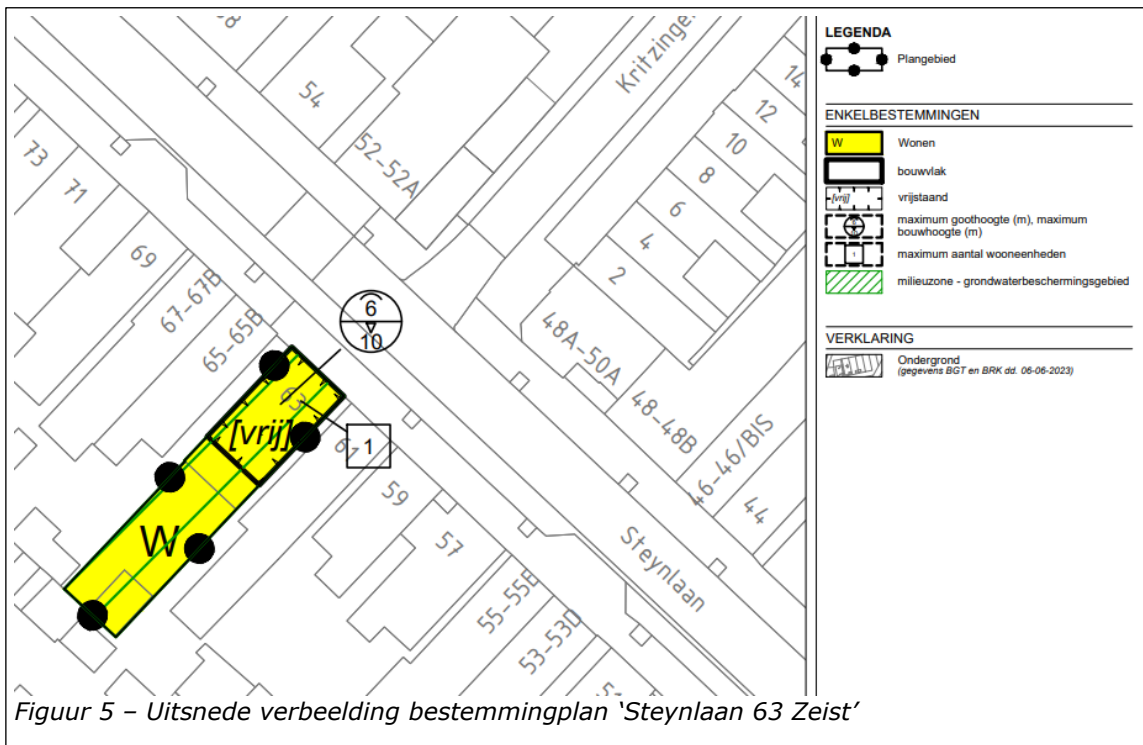 58
54
52-52A
Kritzinge
14
12
10
8
6
4
2
73
71
69
67-67B
65-65B
6
10
63
[vrij]
61
1
W
59
57
55-55E
53-53D
48A-50A
48-48B
46-46/BIS
44
Steynlaan
LEGENDA
Plangebied
ENKELBESTEMMINGEN
W Wonen
bouwvlak
[vrij] vrijstaand
maximum goothoogte (m), maximum
bouwhoogte (m)
1 maximum aantal wooneenheden
milieuzone - grondwaterbeschermingsgebied
VERKLARING
Ondergrond
(gegevens BGT en BRK dd. 06-06-2023)
Figuur 5 – Uitsnede verbeelding bestemmingplan ‘Steynlaan 63 Zeist’